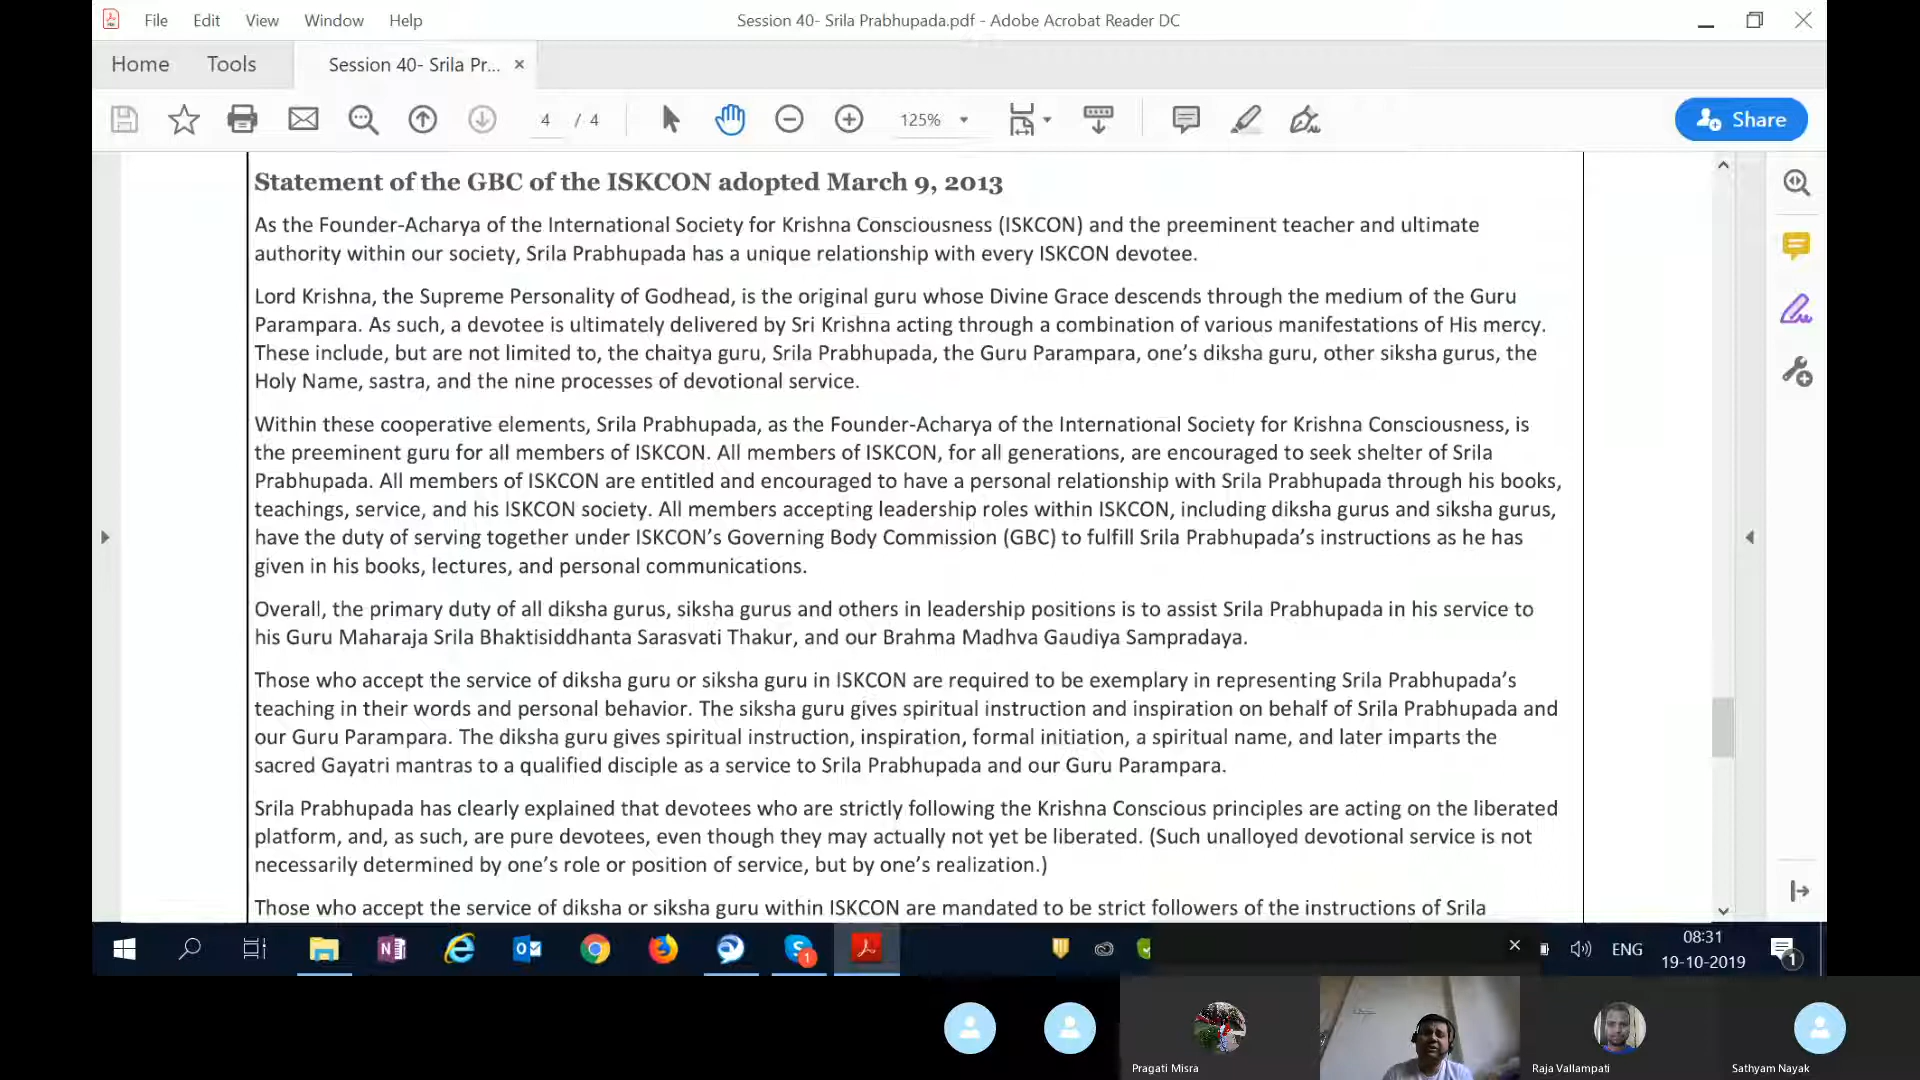 File Edit View Window Help
Session 40- Srila Prabhupada.pdf - Adobe Acrobat Reader DC
Home Tools Session 40- Srila Pr... ×
4 / 4 125% Share
Statement of the GBC of the ISKCON adopted March 9, 2013
As the Founder-Acharya of the International Society for Krishna Consciousness (ISKCON) and the preeminent teacher and ultimate
authority within our society, Srila Prabhupada has a unique relationship with every ISKCON devotee.
Lord Krishna, the Supreme Personality of Godhead, is the original guru whose Divine Grace descends through the medium of the Guru
Parampara. As such, a devotee is ultimately delivered by Sri Krishna acting through a combination of various manifestations of His mercy.
These include, but are not limited to, the chaitya guru, Srila Prabhupada, the Guru Parampara, one's diksha guru, other siksha gurus, the
Holy Name, sastra, and the nine processes of devotional service.
Within these cooperative elements, Srila Prabhupada, as the Founder-Acharya of the International Society for Krishna Consciousness, is
the preeminent guru for all members of ISKCON. All members of ISKCON, for all generations, are encouraged to seek shelter of Srila
Prabhupada. All members of ISKCON are entitled and encouraged to have a personal relationship with Srila Prabhupada through his books,
teachings, service, and his ISKCON society. All members accepting leadership roles within ISKCON, including diksha gurus and siksha gurus,
have the duty of serving together under ISKCON's Governing Body Commission (GBC) to fulfill Srila Prabhupada's instructions as he has
given in his books, lectures, and personal communications.
Overall, the primary duty of all diksha gurus, siksha gurus and others in leadership positions is to assist Srila Prabhupada in his service to
his Guru Maharaja Srila Bhaktisiddhanta Sarasvati Thakur, and our Brahma Madhva Gaudiya Sampradaya.
Those who accept the service of diksha guru or siksha guru in ISKCON are required to be exemplary in representing Srila Prabhupada's
teaching in their words and personal behavior. The siksha guru gives spiritual instruction and inspiration on behalf of Srila Prabhupada and
our Guru Parampara. The diksha guru gives spiritual instruction, inspiration, formal initiation, a spiritual name, and later imparts the
sacred Gayatri mantras to a qualified disciple as a service to Srila Prabhupada and our Guru Parampara.
Srila Prabhupada has clearly explained that devotees who are strictly following the Krishna Conscious principles are acting on the liberated
platform, and, as such, are pure devotees, even though they may actually not yet be liberated. (Such unalloyed devotional service is not
necessarily determined by one's role or position of service, but by one's realization.)
Those who accept the service of diksha or siksha guru within ISKCON are mandated to be strict followers of the instructions of Srila
ENG
08:31
19-10-2019
1
1
Pragati Misra
Raja Vallampati
Sathyam Nayak